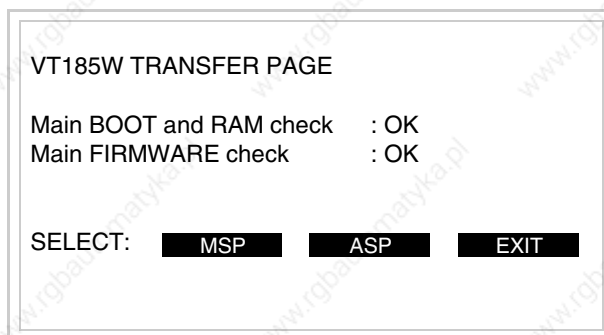 VT185W TRANSFER PAGE
Main BOOT and RAM check : OK
Main FIRMWARE check : OK
SELECT: MSP ASP EXIT